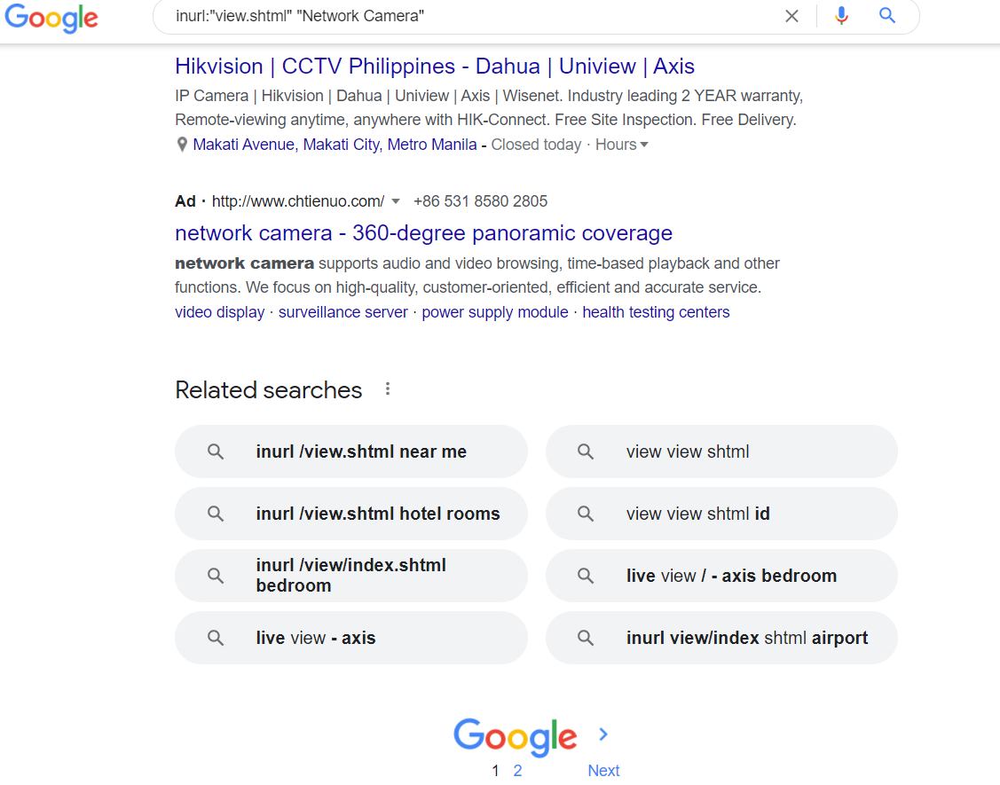 Google
inurl:"view.shtml" "Network Camera"
Hikvision | CCTV Philippines - Dahua | Uniview | Axis
IP Camera | Hikvision | Dahua | Uniview | Axis | Wisenet. Industry leading 2 YEAR warranty,
Remote-viewing anytime, anywhere with HIK-Connect. Free Site Inspection. Free Delivery.
Makati Avenue, Makati City, Metro Manila - Closed today · Hours
Ad · http://www.chtienuo.com/ +86 531 8580 2805
network camera - 360-degree panoramic coverage
network camera supports audio and video browsing, time-based playback and other
functions. We focus on high-quality, customer-oriented, efficient and accurate service.
video display · surveillance server · power supply module · health testing centers
Related searches
inurl /view.shtml near me
view view shtml
inurl /view.shtml hotel rooms
view view shtml id
inurl /view/index.shtml
bedroom
live view / - axis bedroom
live view - axis
inurl view/index shtml airport
Google
1 2 Next